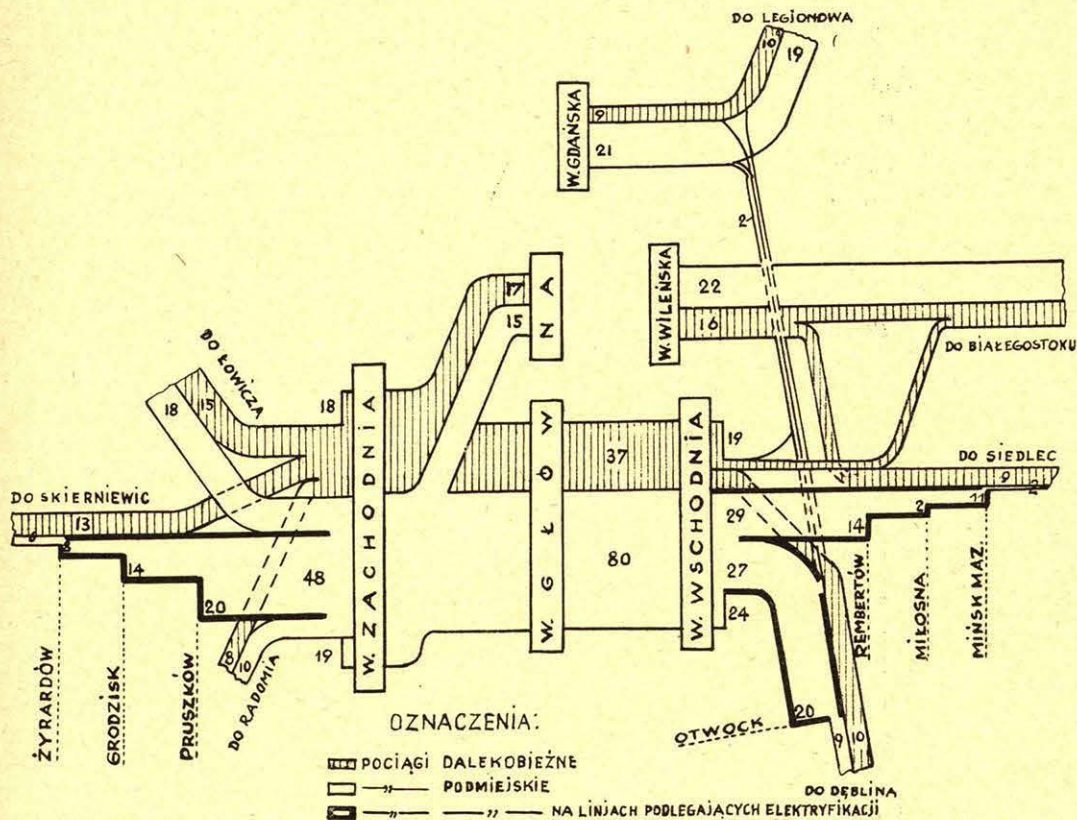 DO LEGIONOWA
10
19
W. GDAŃSKA
9
21
2
W. WILEŃSKA
22
16
DO BIAŁEGOSTOKU
17
15
NA
W. GŁÓW
DO ŁOWICZA
18
15
18
W. ZACHODNIA
37
80
W. WSCHODNIA
19
DO SIEDLEC
9
DO SKIERNIEWIC
13
48
29
14
2
11
27
24
14
20
19
8
10
DO RADOMIA
ŻYRARDÓW
GRODZISK
PRUSZKÓW
REMBERTÓW
MIŁOSNA
MIŃSK MAZ.
OTWOCK
20
9
10
DO DĘBLINA
OZNACZENIA:
POCIĄGI DALEKOBIEŻNE
—„— PODMIEJSKIE
—„— —„— NA LINJACH PODLEGAJĄCYCH ELEKTRYFIKACJI